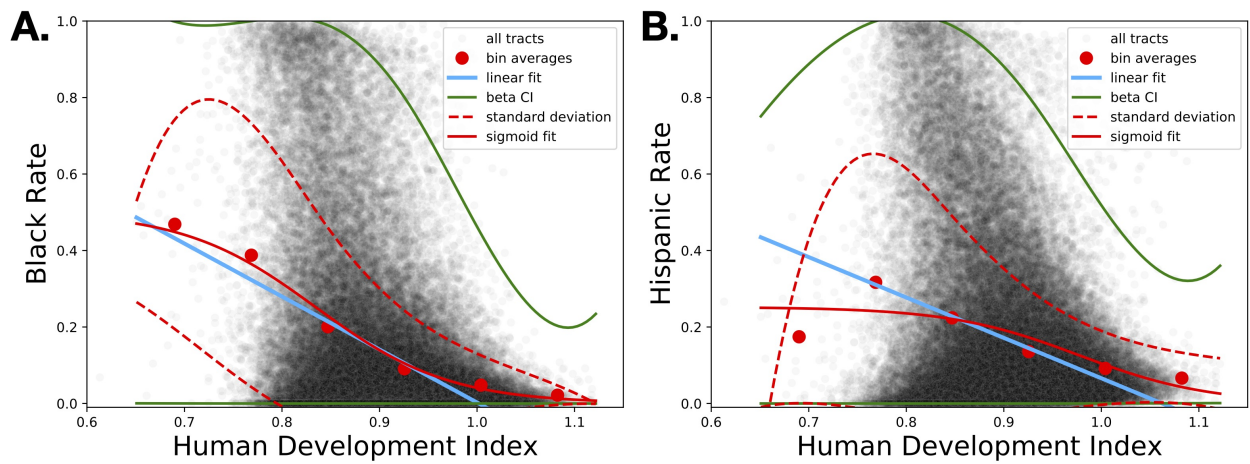 A.
1.0
0.8
0.6
0.4
0.2
0.0
Black Rate
0.6 0.7 0.8 0.9 1.0 1.1
Human Development Index
all tracts
bin averages
linear fit
beta CI
standard deviation
sigmoid fit
B.
1.0
0.8
0.6
0.4
0.2
0.0
Hispanic Rate
0.6 0.7 0.8 0.9 1.0 1.1
Human Development Index
all tracts
bin averages
linear fit
beta CI
standard deviation
sigmoid fit